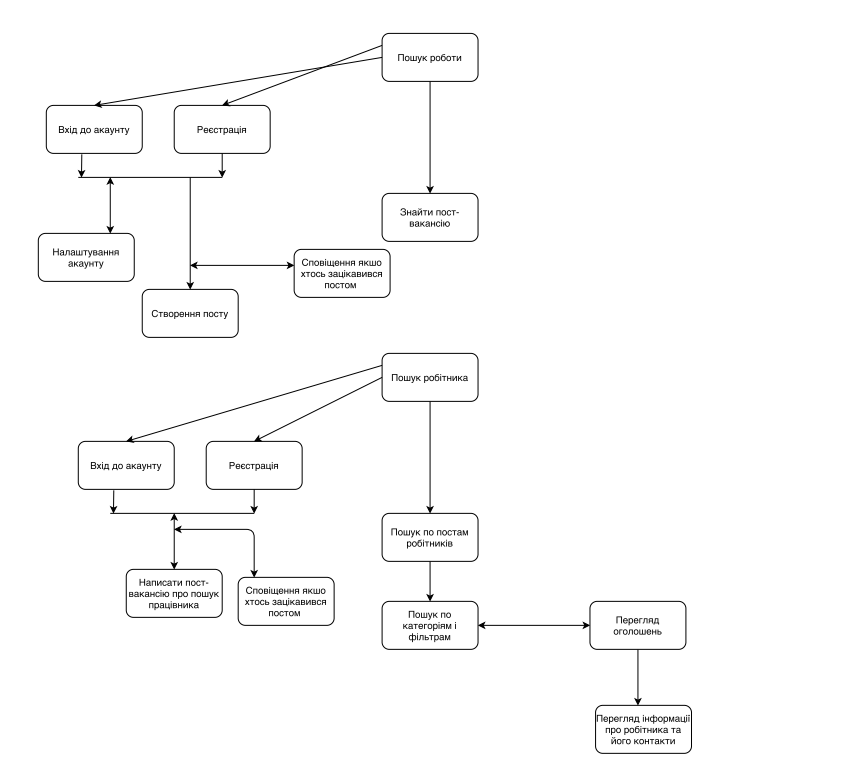 Пошук роботи
Вхід до акаунту
Реєстрація
Знайти пост-
вакансію
Налаштування
акаунту
Сповіщення якшо
хтось зацікавився
постом
Створення посту
Пошук робітника
Вхід до акаунту
Реєстрація
Пошук по постам
робітників
Написати пост-
вакансію про пошук
працівника
Сповіщення якшо
хтось зацікавився
постом
Пошук по
категоріям і
фільтрам
Перегляд
оголошень
Перегляд інформації
про робітника та
його контакти